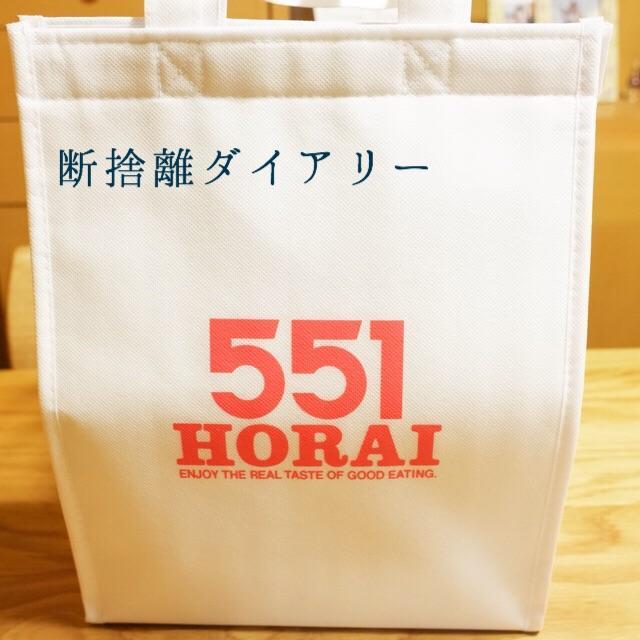 断捨離ダイアリー
551
HORAI
ENJOY THE REAL TASTE OF GOOD EATING.